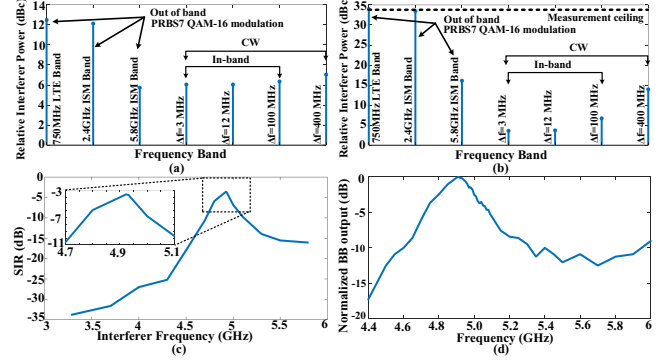 Relative Interferer Power (dBc)
14
12
10
8
6
4
2
0
Out of band
PRBS7 QAM-16 modulation
CW
In-band
750MHz LTE Band
2.4GHz ISM Band
5.8GHz ISM Band
Δf=3 MHz
Δf=12 MHz
Δf=100 MHz
Δf=400 MHz
Frequency Band
(a)
Relative Interferer Power (dBc)
35
30
25
20
15
10
5
0
Measurement ceiling
Out of band
PRBS7 QAM-16 modulation
CW
In-band
750MHz LTE Band
2.4GHz ISM Band
5.8GHz ISM Band
Δf=3 MHz
Δf=12 MHz
Δf=100 MHz
Δf=400 MHz
Frequency Band
(b)
SIR (dB)
0
-5
-10
-15
-20
-25
-30
-35
-3
-7
-11
4.7 4.9 5.1
3 3.5 4 4.5 5 5.5 6
Interferer Frequency (GHz)
(c)
Normalized BB output (dB)
0
-5
-10
-15
-20
4.4 4.6 4.8 5.0 5.2 5.4 5.6 5.8 6
Frequency (GHz)
(d)